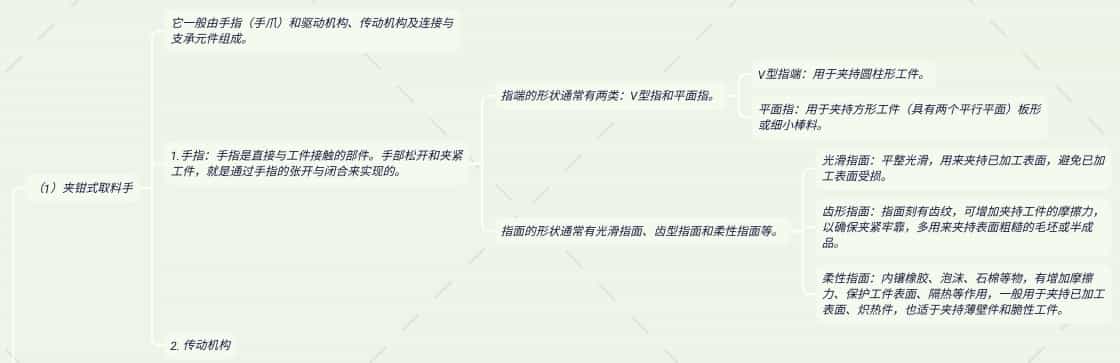 它一般由手指（手爪）和驱动机构、传动机构及连接与
支承元件组成。
V型指端：用于夹持圆柱形工件。
指端的形状通常有两类：V型指和平面指。
平面指：用于夹持方形工件（具有两个平行平面）板形
或细小棒料。
1.手指：手指是直接与工件接触的部件。手部松开和夹紧
工件，就是通过手指的张开与闭合来实现的。
光滑指面：平整光滑，用来夹持已加工表面，避免已加
工表面受损。
（1）夹钳式取料手
齿形指面：指面刻有齿纹，可增加夹持工件的摩擦力，
以确保夹紧牢靠，多用来夹持表面粗糙的毛坯或半成
品。
指面的形状通常有光滑指面、齿型指面和柔性指面等。
柔性指面：内镶橡胶、泡沫、石棉等物，有增加摩擦
力、保护工件表面、隔热等作用，一般用于夹持已加工
表面、炽热件，也适于夹持薄壁件和脆性工件。
2. 传动机构